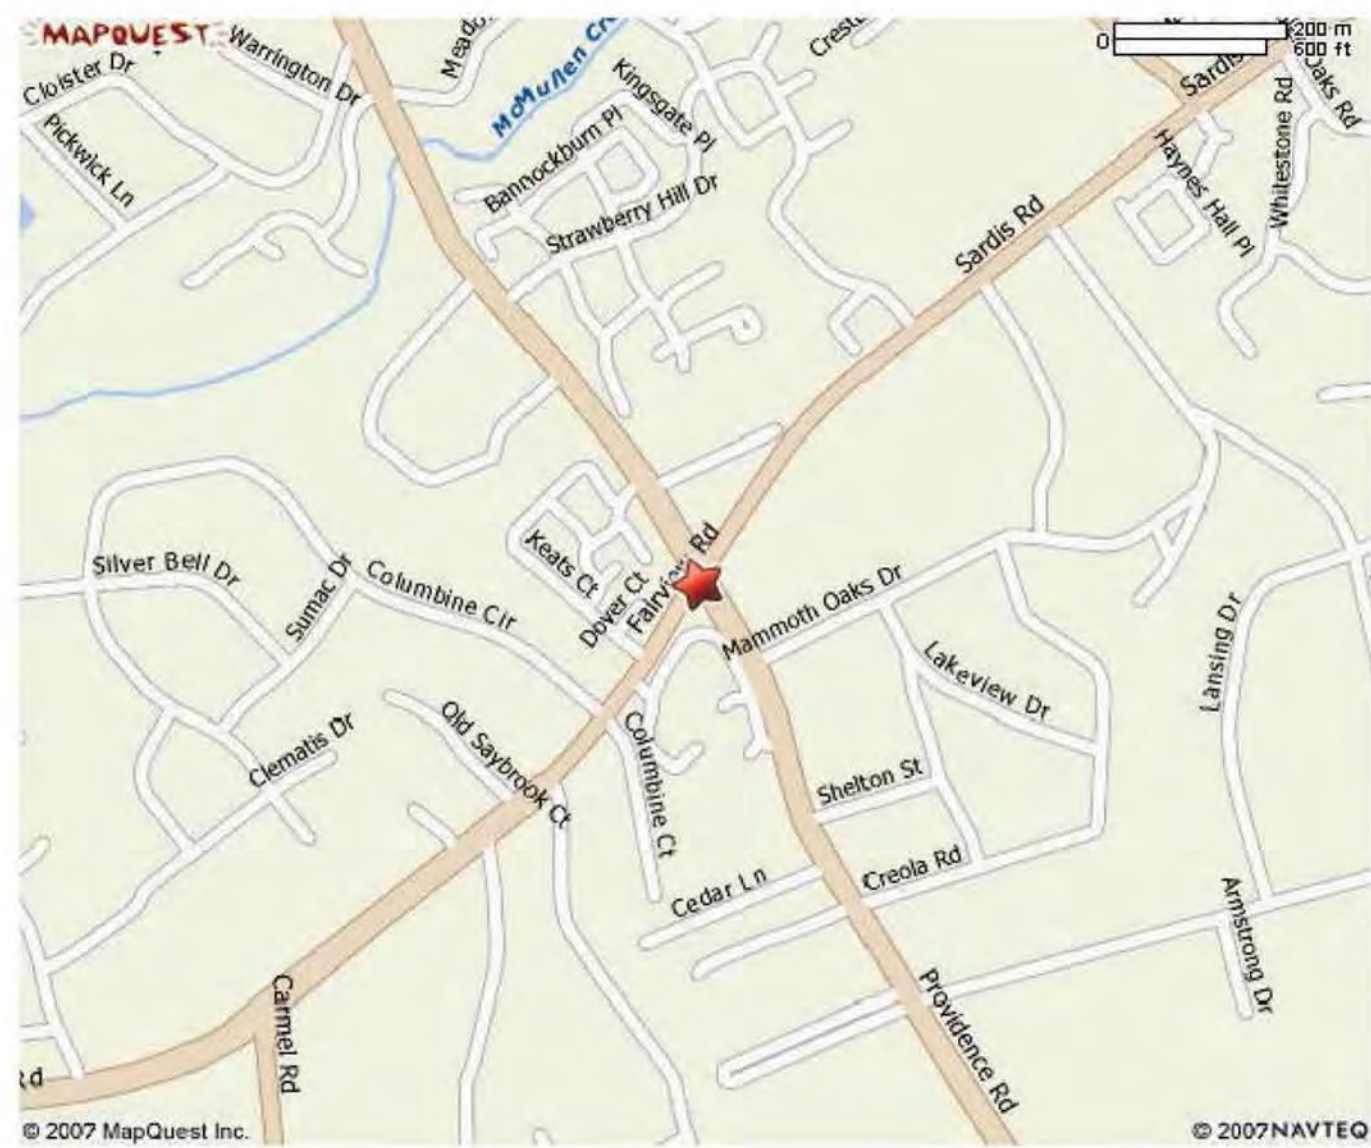 MAPQUEST
Warrington Dr
Cloister Dr
Pickwick Ln
McMullen Cr
Kingsgate Pl
Bannockburn Pl
Strawberry Hill Dr
0
200 m
600 ft
Sardis
Oaks Rd
Whitestone Rd
Haynes Hall Pl
Sardis Rd
Silver Bell Dr
Sumac Dr
Columbine Cir
Keats Ct
Dover Ct
Fairview Rd
Mammoth Oaks Dr
Lakeview Dr
Lansing Dr
Clematis Dr
Old Saybrook Ct
Columbine Ct
Shelton St
Cedar Ln
Creola Rd
Armstrong Dr
Carmel Rd
Providence Rd
Rd
© 2007 MapQuest Inc.
© 2007 NAVTEQ